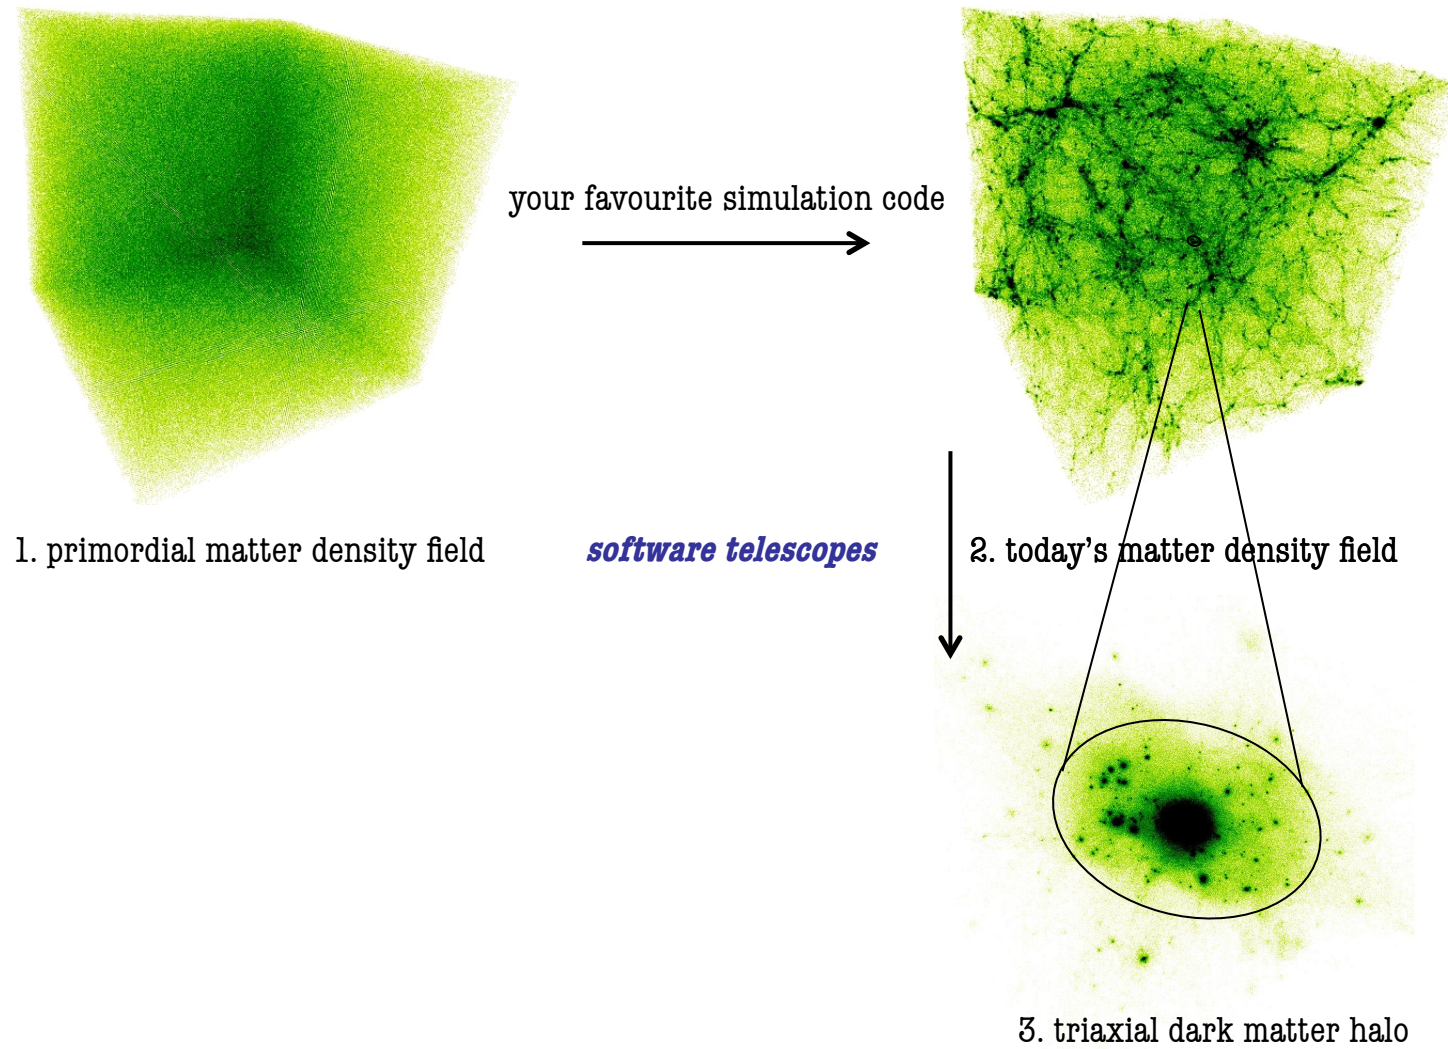 your favourite simulation code
1. primordial matter density field
software telescopes
2. today's matter density field
3. triaxial dark matter halo